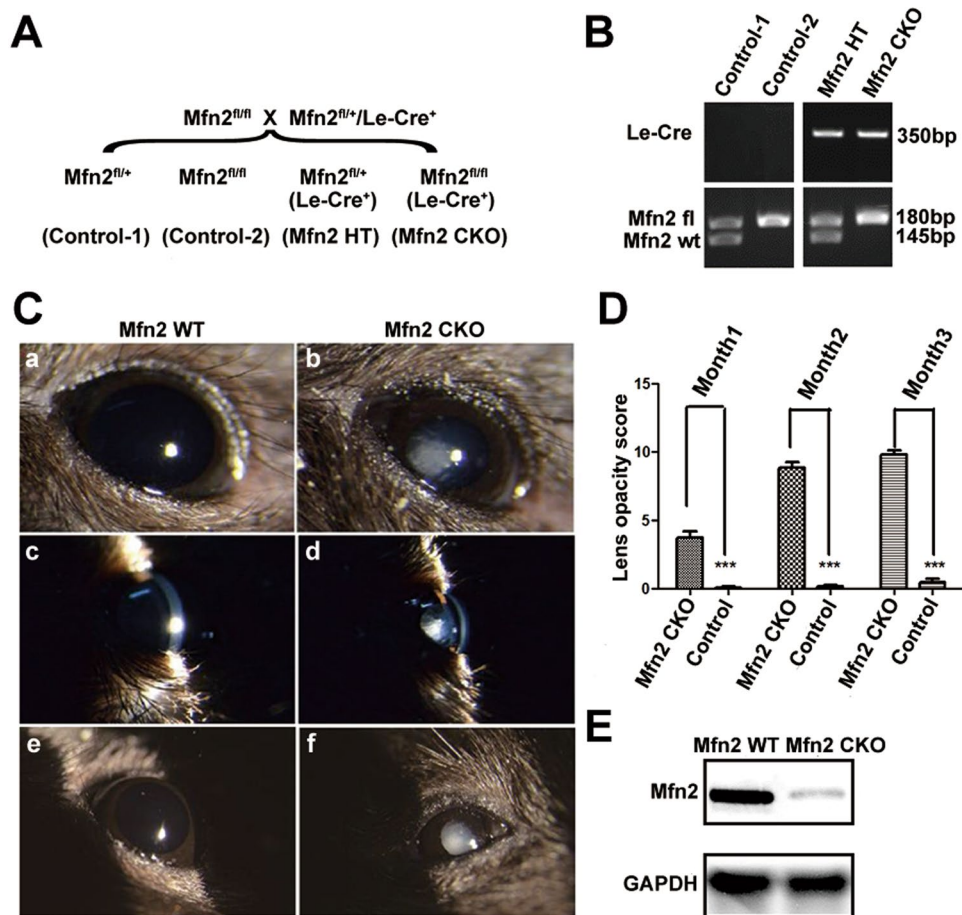 A
Mfn2fl/fl X Mfn2fl/+/Le-Cre+
Mfn2fl/+ Mfn2fl/fl Mfn2fl/+ Mfn2fl/fl
(Le-Cre+) (Le-Cre+)
(Control-1) (Control-2) (Mfn2 HT) (Mfn2 CKO)
B
Control-1 Control-2 Mfn2 HT Mfn2 CKO
Le-Cre 350bp
Mfn2 fl 180bp
Mfn2 wt 145bp
C
Mfn2 WT Mfn2 CKO
a b
c d
e f
D
Month1 Month2 Month3
Lens opacity score
15
10
5
0
*** *** ***
Mfn2 CKO Control Mfn2 CKO Control Mfn2 CKO Control
E
Mfn2 WT Mfn2 CKO
Mfn2
GAPDH